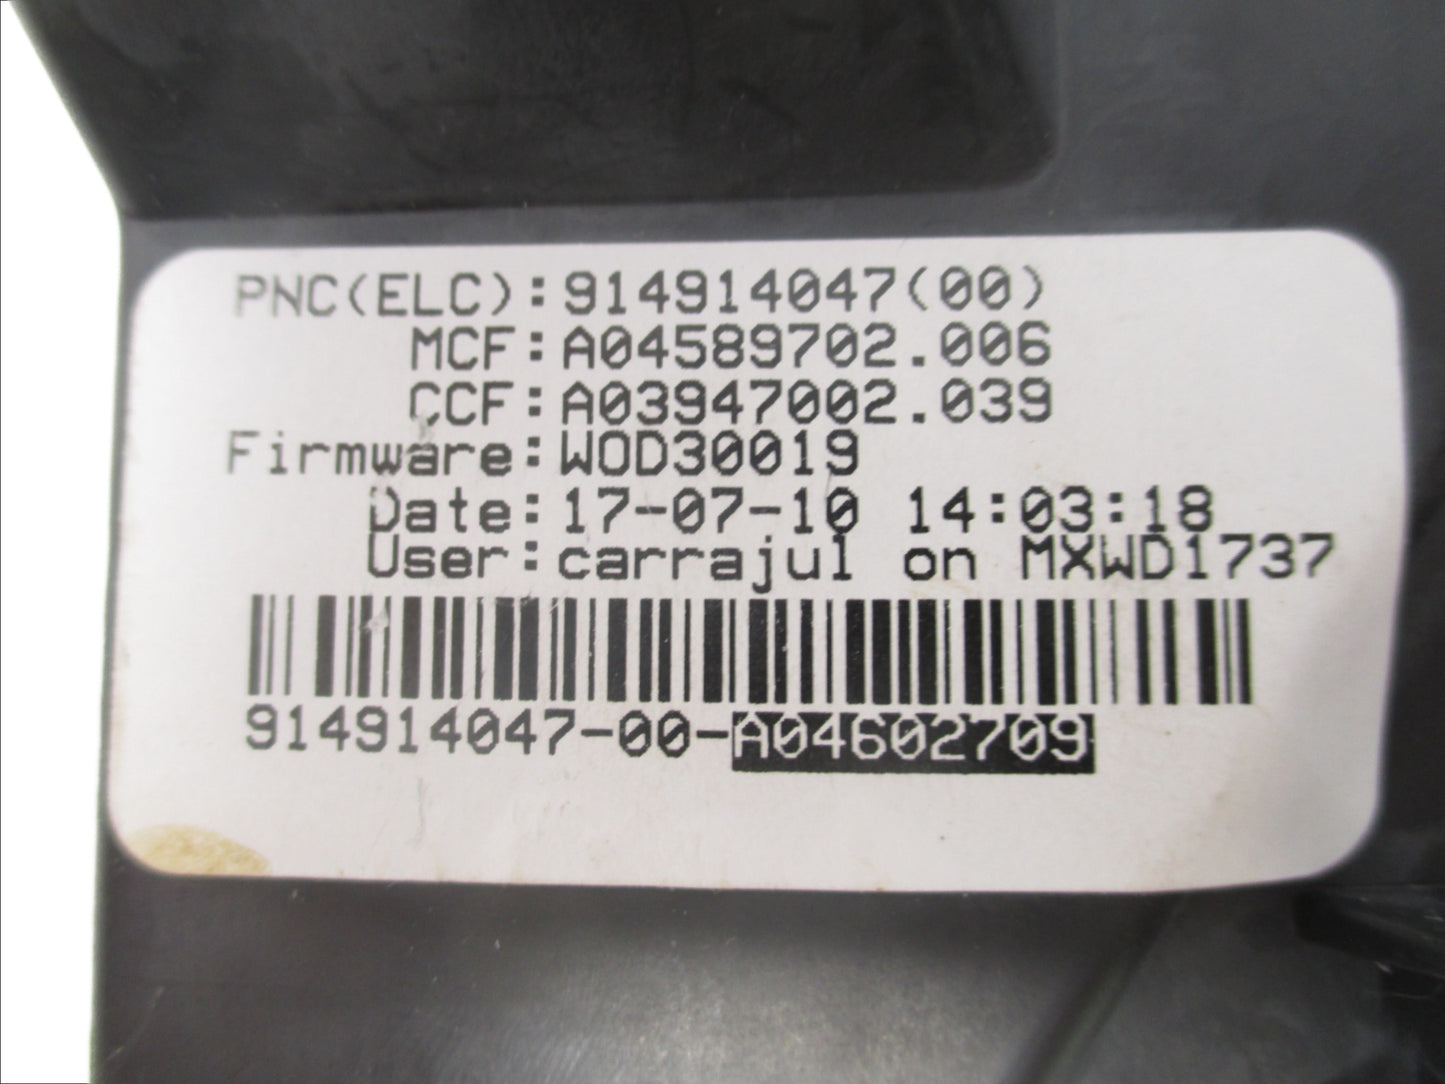 PNC(ELC):914914047(00)
MCF:A04589702.006
CCF:A03947002.039
Firmware:WOD30019
Date:17-07-10 14:03:18
User:carrajul on MXWD1737
914914047-00-A04602709